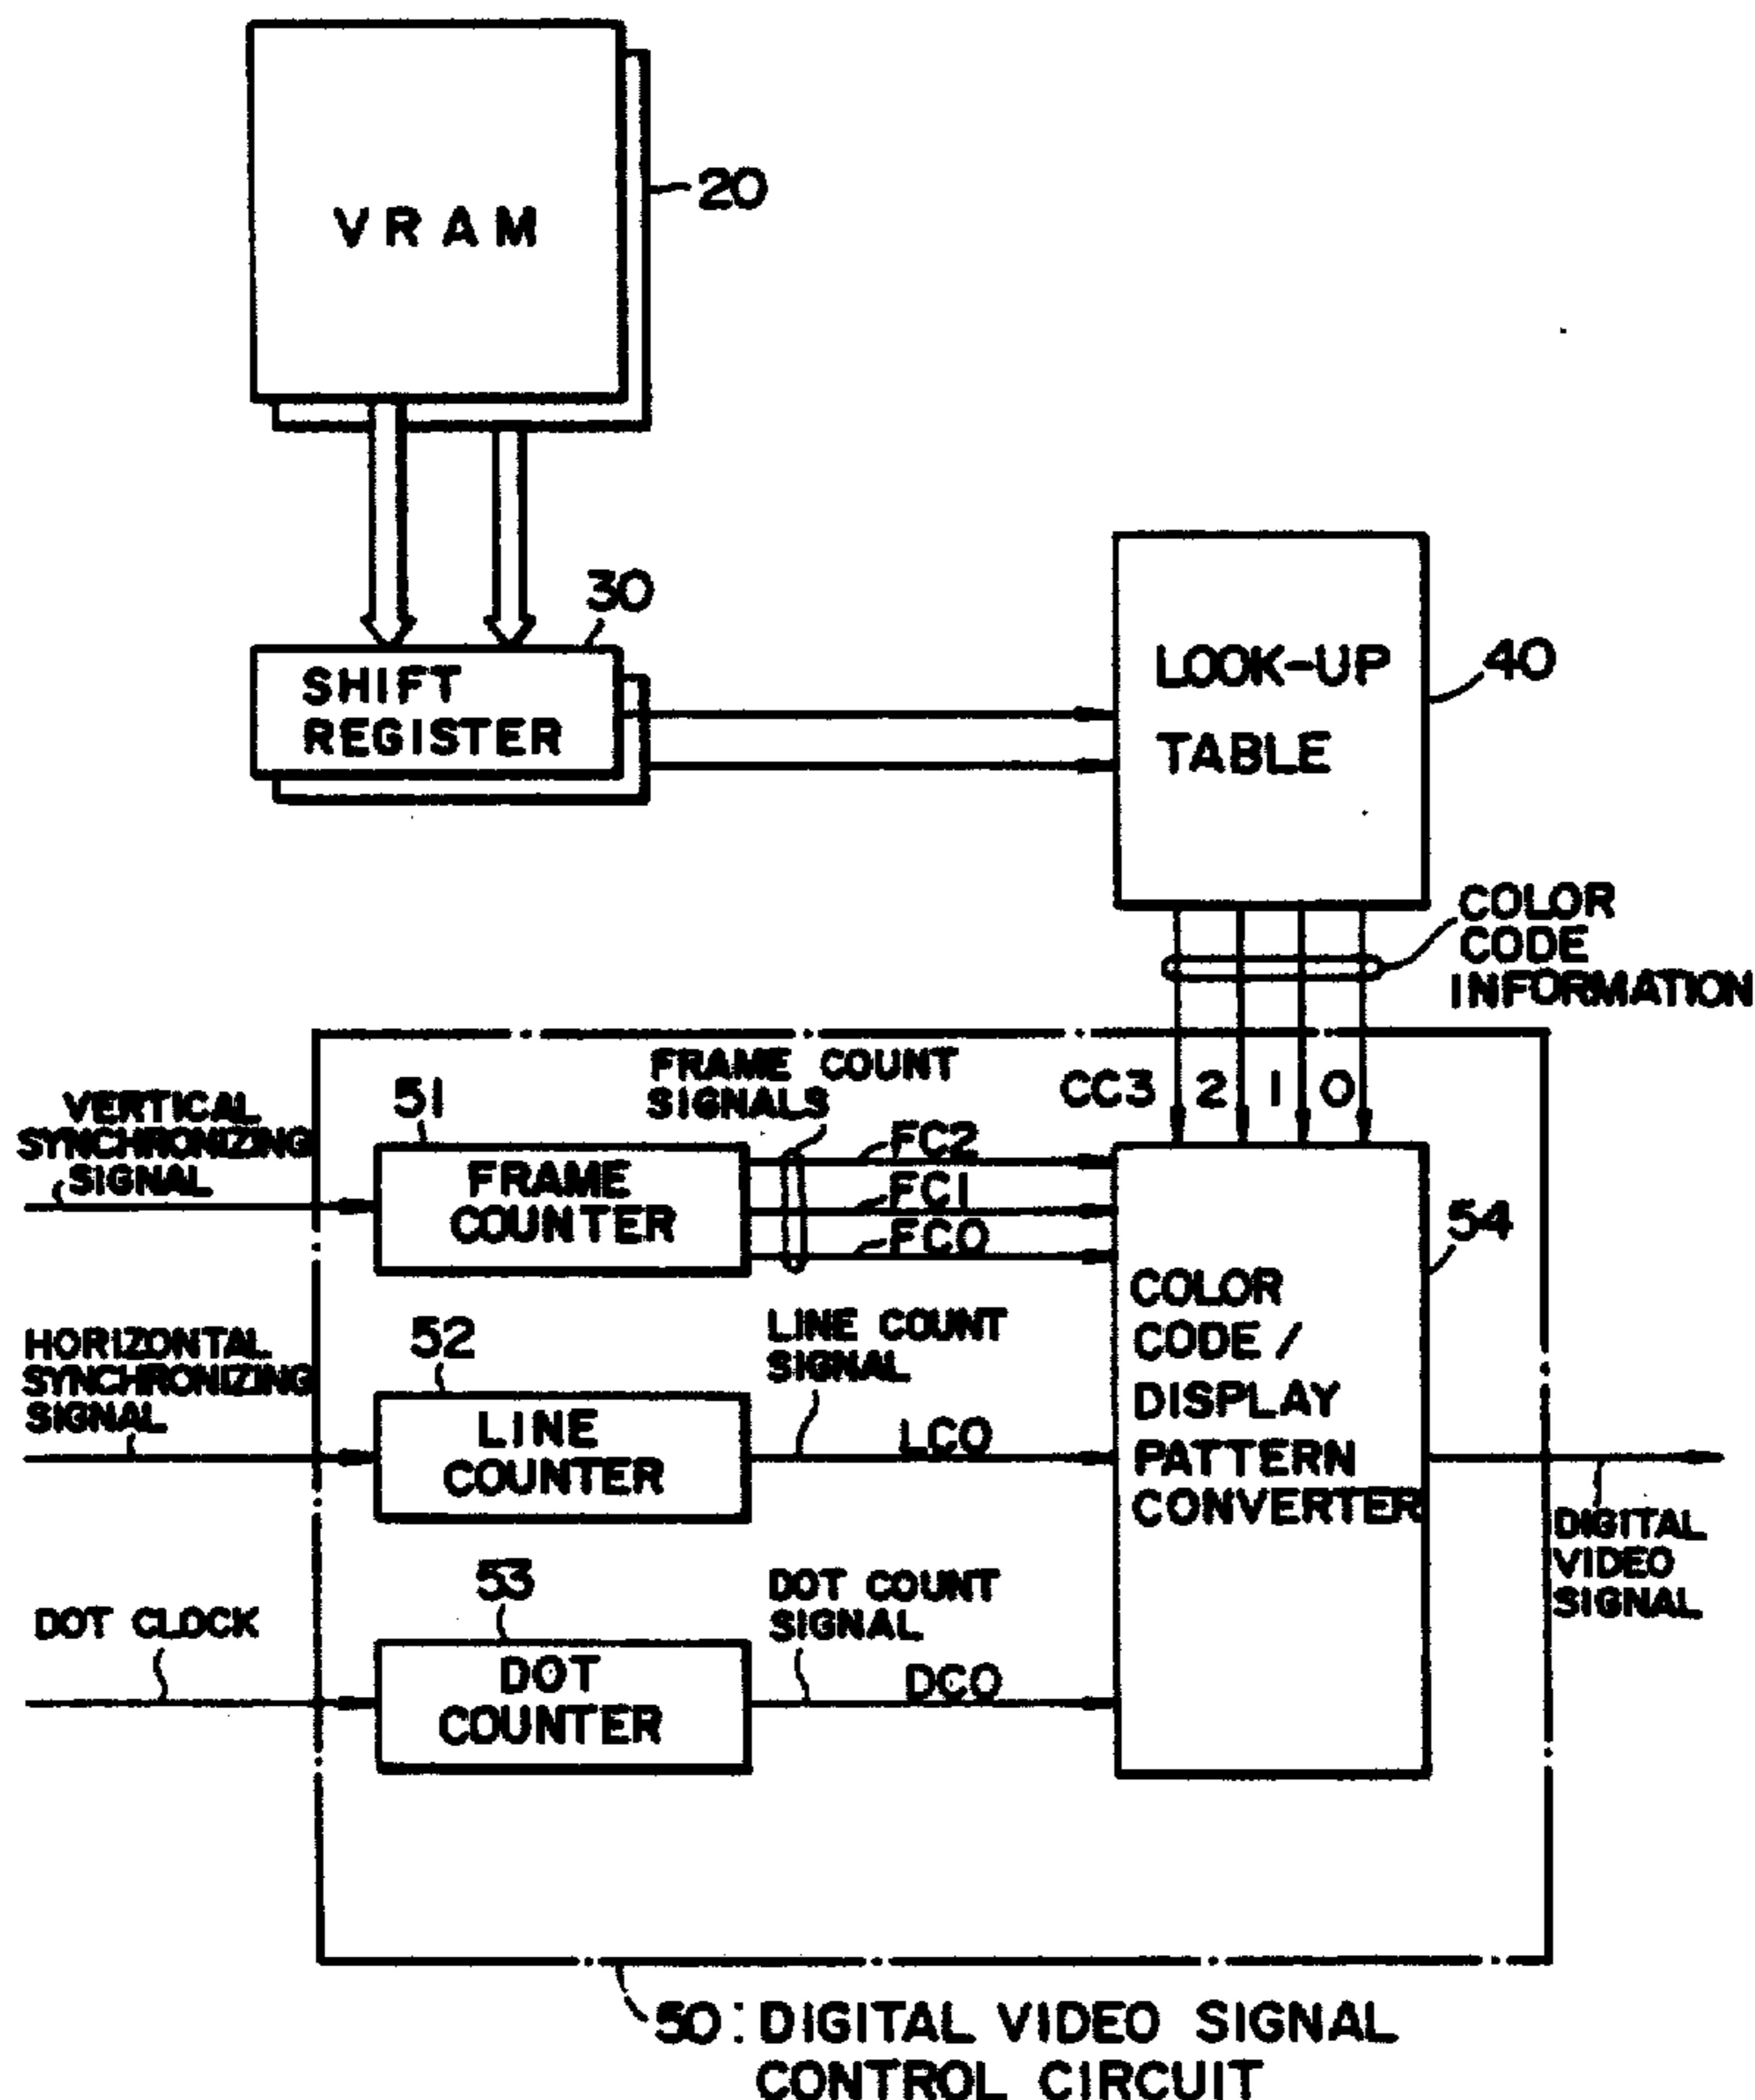 VRAM
20
30
SHIFT
REGISTER
LOOK-UP
TABLE
40
COLOR
CODE
INFORMATION
CC3 2 1 0
VERTICAL
SYNCHRONIZING
SIGNAL
51
FRAME COUNT
SIGNALS
FRAME
COUNTER
FC2
FC1
FC0
54
HORIZONTAL
SYNCHRONIZING
SIGNAL
52
LINE
COUNTER
LINE COUNT
SIGNAL
LC0
COLOR
CODE /
DISPLAY
PATTERN
CONVERTER
DIGITAL
VIDEO
SIGNAL
DOT CLOCK
53
DOT
COUNTER
DOT COUNT
SIGNAL
DC0
50 : DIGITAL VIDEO SIGNAL
CONTROL CIRCUIT